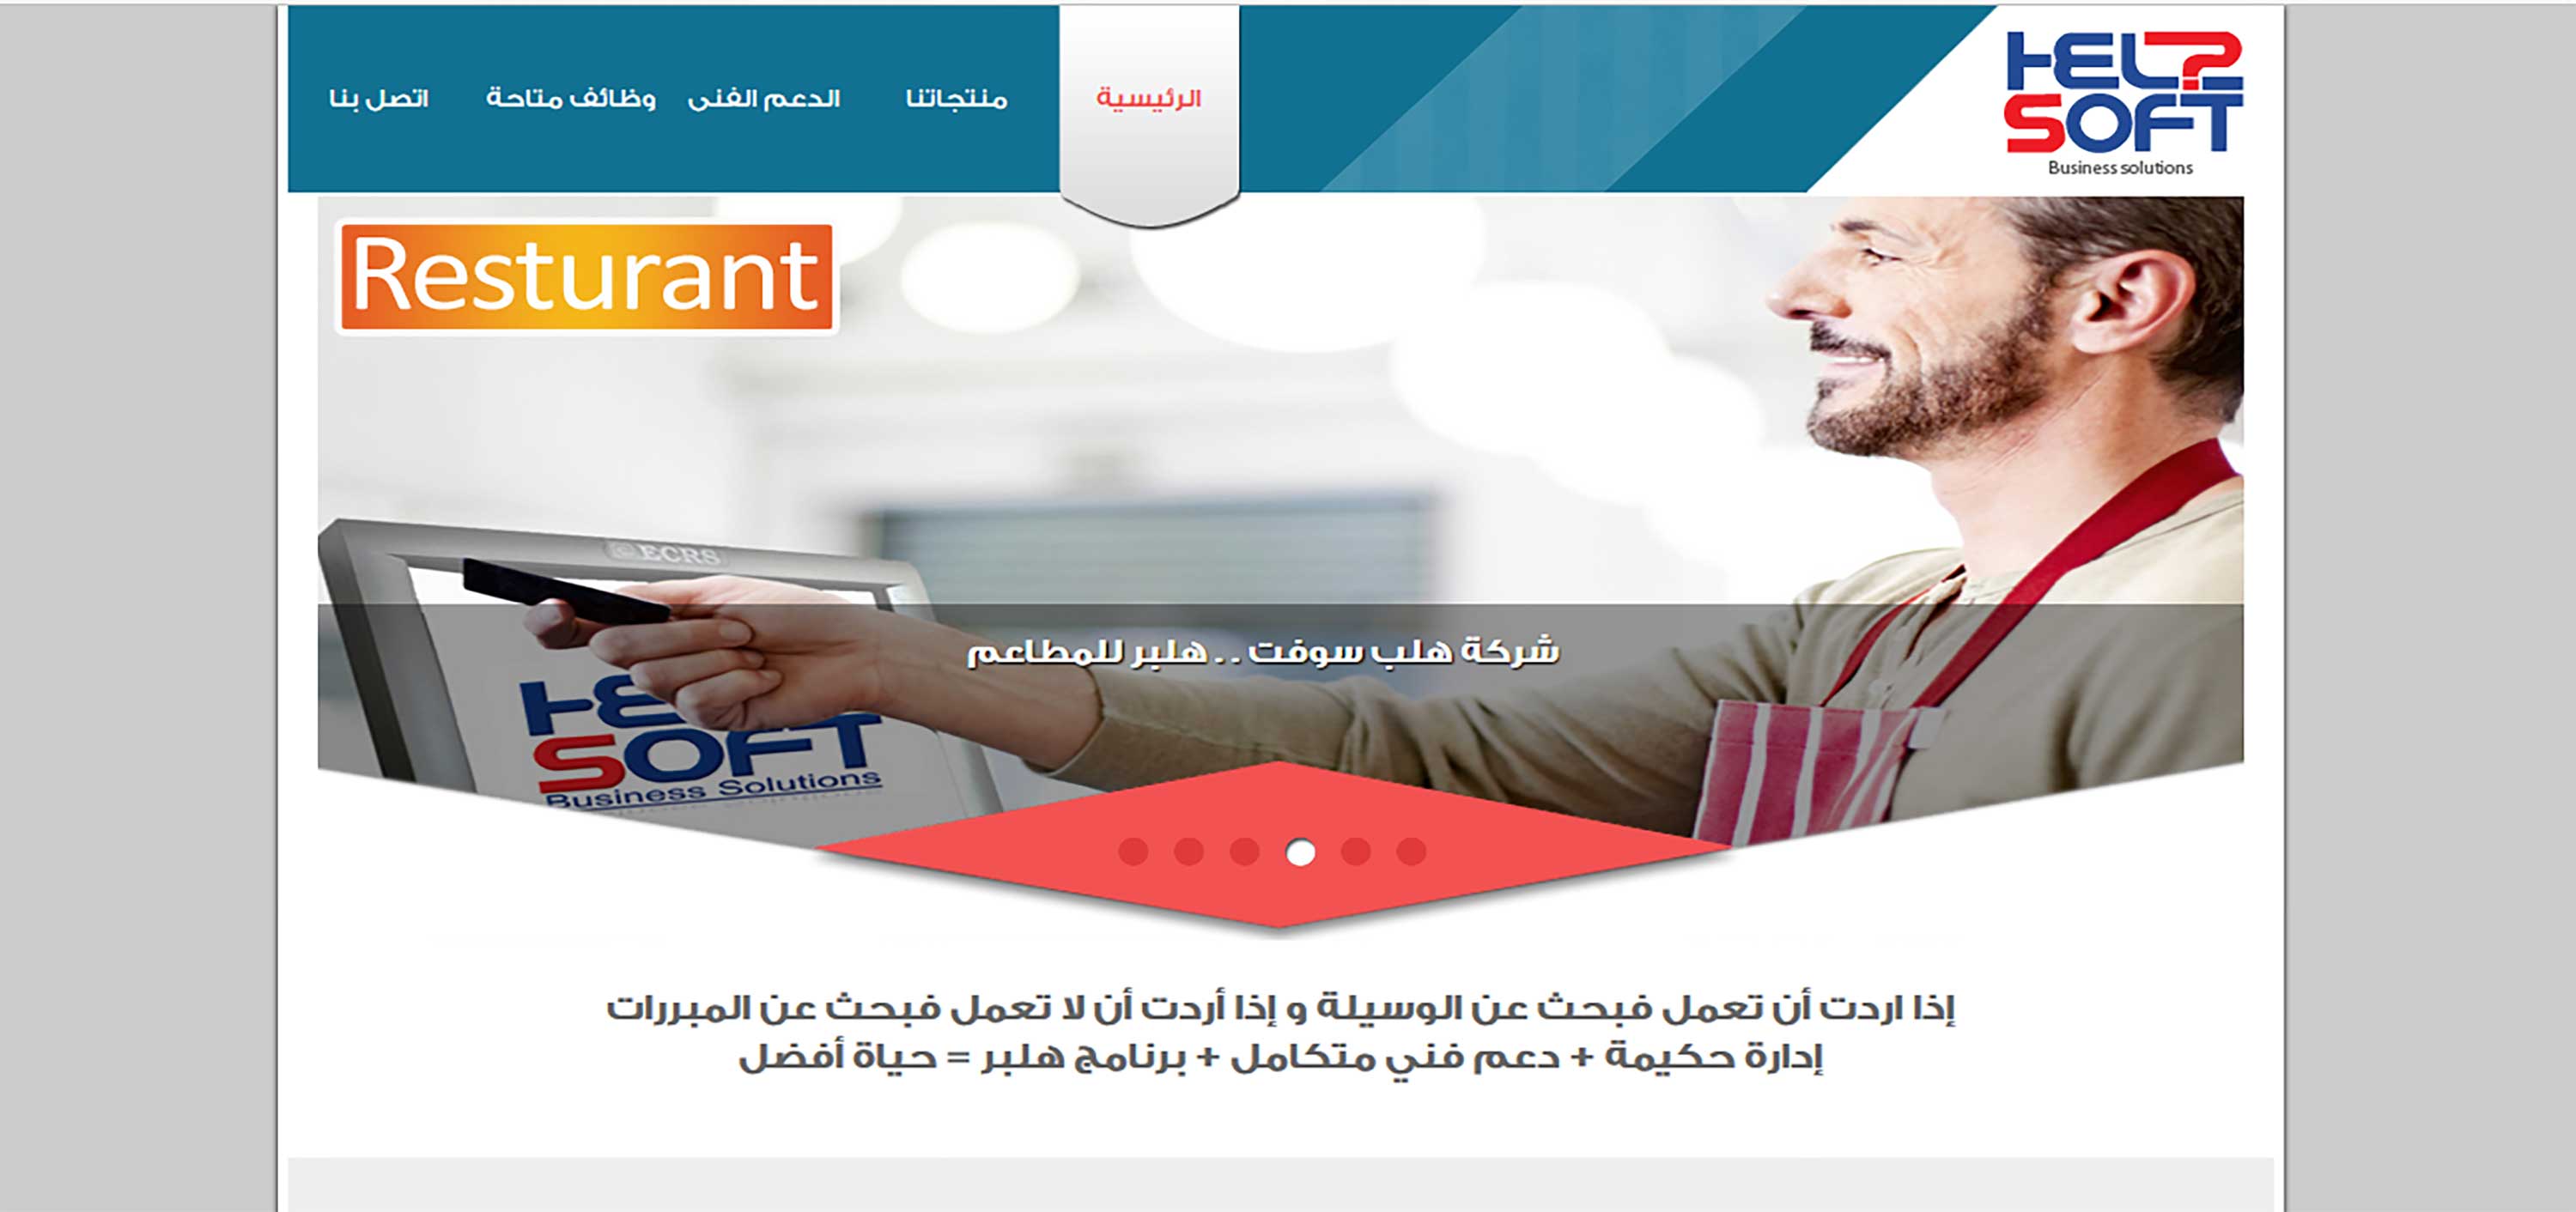 HELP
SOFT
Business solutions
الرئيسية
منتجاتنا
الدعم الفنى
وظائف متاحة
اتصل بنا
Resturant
ECRS
شركة هلب سوفت .. هلبر للمطاعم
HE
SOFT
Business Solutions
إذا اردت أن تعمل فبحث عن الوسيلة و إذا أردت أن لا تعمل فبحث عن المبررات
إدارة حكيمة + دعم فني متكامل + برنامج هلبر = حياة أفضل